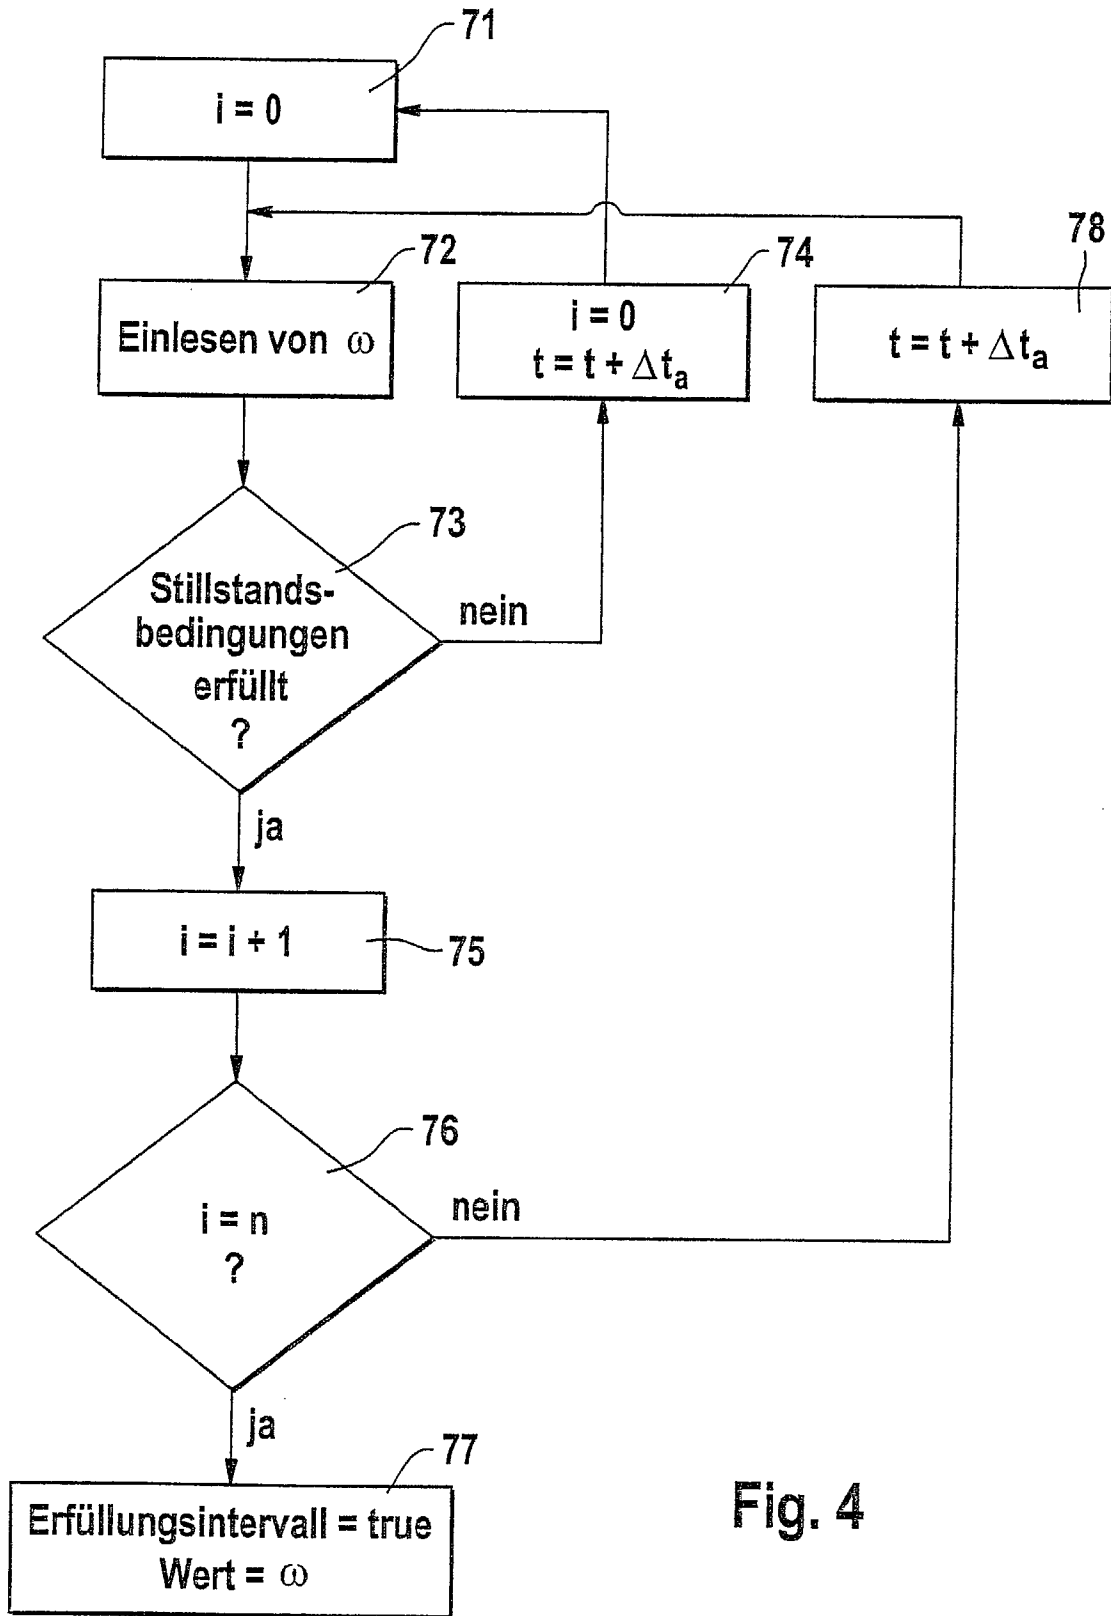 71
i = 0
72
74
78
Einlesen von ω
i = 0
t = t + Δtₐ
t = t + Δtₐ
73
Stillstands-
bedingungen
erfüllt
?
nein
ja
i = i + 1
75
76
i = n
?
nein
ja
77
Erfüllungsintervall = true
Wert = ω
Fig. 4